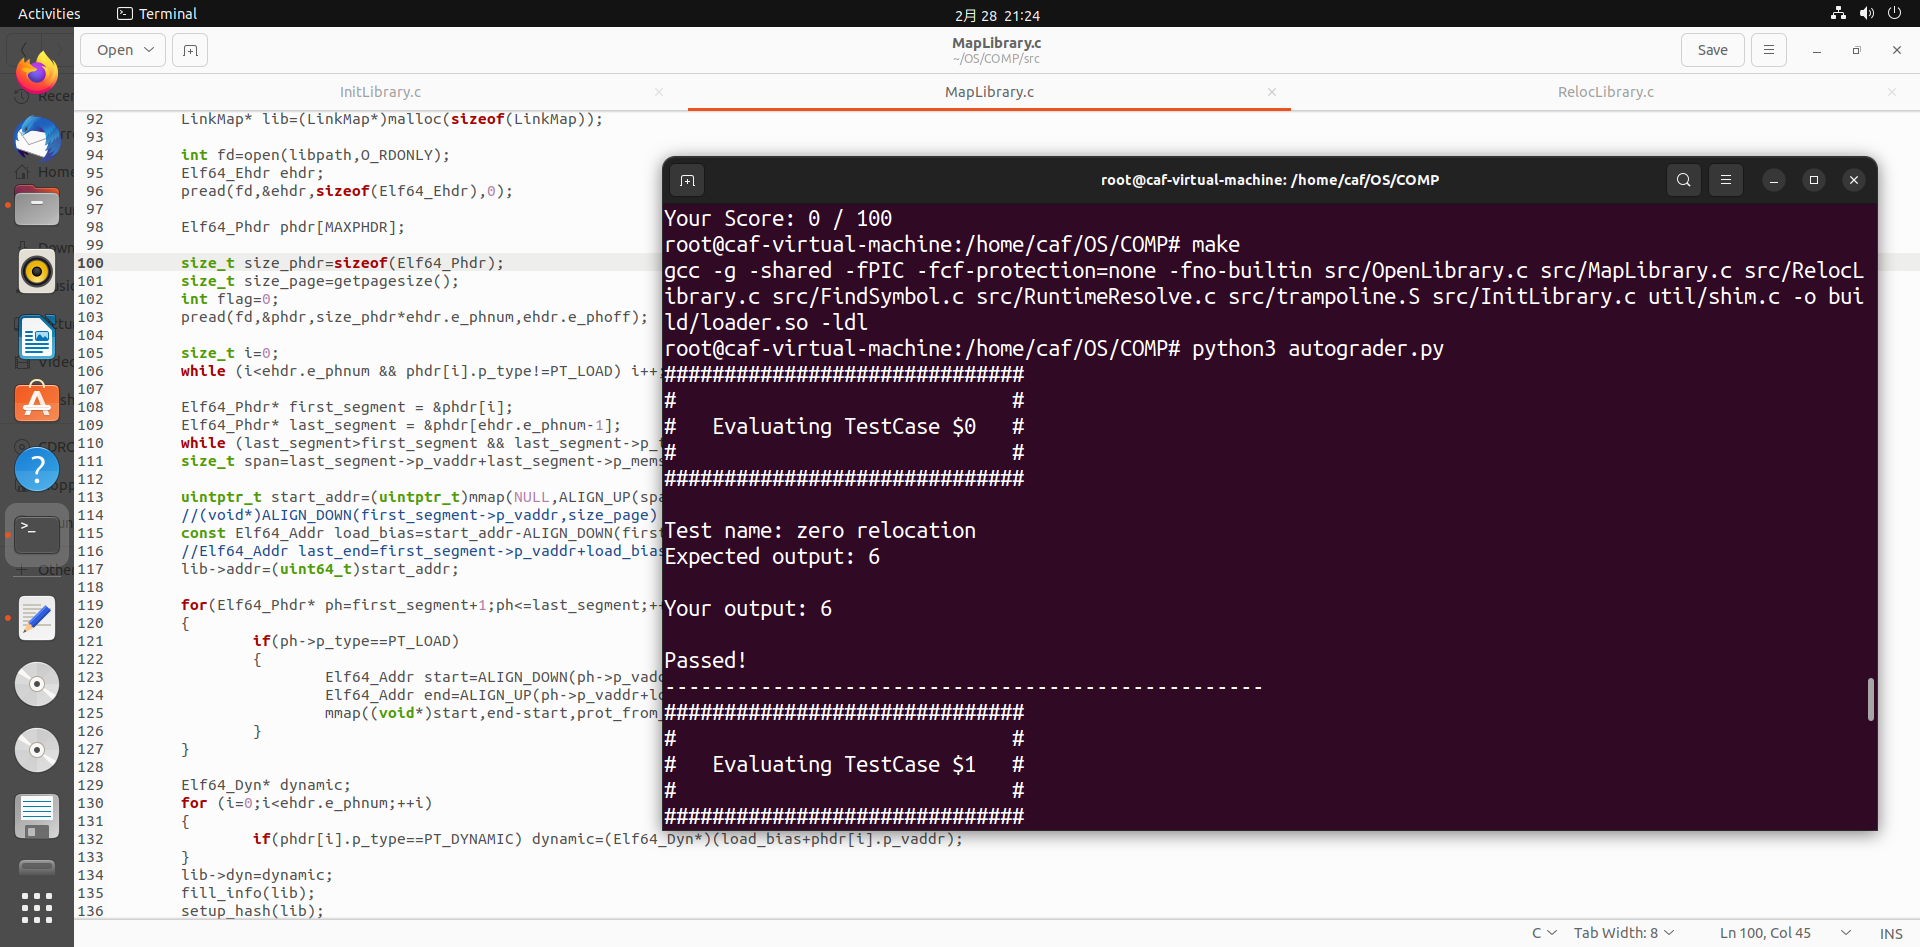 Activities Terminal 2月 28 21:24
Open MapLibrary.c Save
~/OS/COMP/src
InitLibrary.c MapLibrary.c RelocLibrary.c
92 LinkMap* lib=(LinkMap*)malloc(sizeof(LinkMap));
93
94 int fd=open(libpath,O_RDONLY);
95 Elf64_Ehdr ehdr;
96 pread(fd,&ehdr,sizeof(Elf64_Ehdr),0);
97
98 Elf64_Phdr phdr[MAXPHDR];
99
100 size_t size_phdr=sizeof(Elf64_Phdr);
101 size_t size_page=getpagesize();
102 int flag=0;
103 pread(fd,&phdr,size_phdr*ehdr.e_phnum,ehdr.e_phoff);
104
105 size_t i=0;
106 while (i<ehdr.e_phnum && phdr[i].p_type!=PT_LOAD) i++
107
108 Elf64_Phdr* first_segment = &phdr[i];
109 Elf64_Phdr* last_segment = &phdr[ehdr.e_phnum-1];
110 while (last_segment>first_segment && last_segment->p_
111 size_t span=last_segment->p_vaddr+last_segment->p_mem
112
113 uintptr_t start_addr=(uintptr_t)mmap(NULL,ALIGN_UP(spa
114 //(void*)ALIGN_DOWN(first_segment->p_vaddr,size_page)
115 const Elf64_Addr load_bias=start_addr-ALIGN_DOWN(firs
116 //Elf64_Addr last_end=first_segment->p_vaddr+load_bias
117 lib->addr=(uint64_t)start_addr;
118
119 for(Elf64_Phdr* ph=first_segment+1;ph<=last_segment;+
120 {
121 if(ph->p_type==PT_LOAD)
122 {
123 Elf64_Addr start=ALIGN_DOWN(ph->p_vadd
124 Elf64_Addr end=ALIGN_UP(ph->p_vaddr+lo
125 mmap((void*)start,end-start,prot_from_
126 }
127 }
128
129 Elf64_Dyn* dynamic;
130 for (i=0;i<ehdr.e_phnum;++i)
131 {
132 if(phdr[i].p_type==PT_DYNAMIC) dynamic=(Elf64_Dyn*)(load_bias+phdr[i].p_vaddr);
133 }
134 lib->dyn=dynamic;
135 fill_info(lib);
136 setup_hash(lib);
root@caf-virtual-machine: /home/caf/OS/COMP
Your Score: 0 / 100
root@caf-virtual-machine:/home/caf/OS/COMP# make
gcc -g -shared -fPIC -fcf-protection=none -fno-builtin src/OpenLibrary.c src/MapLibrary.c src/RelocL
ibrary.c src/FindSymbol.c src/RuntimeResolve.c src/trampoline.S src/InitLibrary.c util/shim.c -o bui
ld/loader.so -ldl
root@caf-virtual-machine:/home/caf/OS/COMP# python3 autograder.py
##############################
# #
# Evaluating TestCase $0 #
# #
##############################
Test name: zero relocation
Expected output: 6
Your output: 6
Passed!
--------------------------------------------------
##############################
# #
# Evaluating TestCase $1 #
# #
##############################
C Tab Width: 8 Ln 100, Col 45 INS